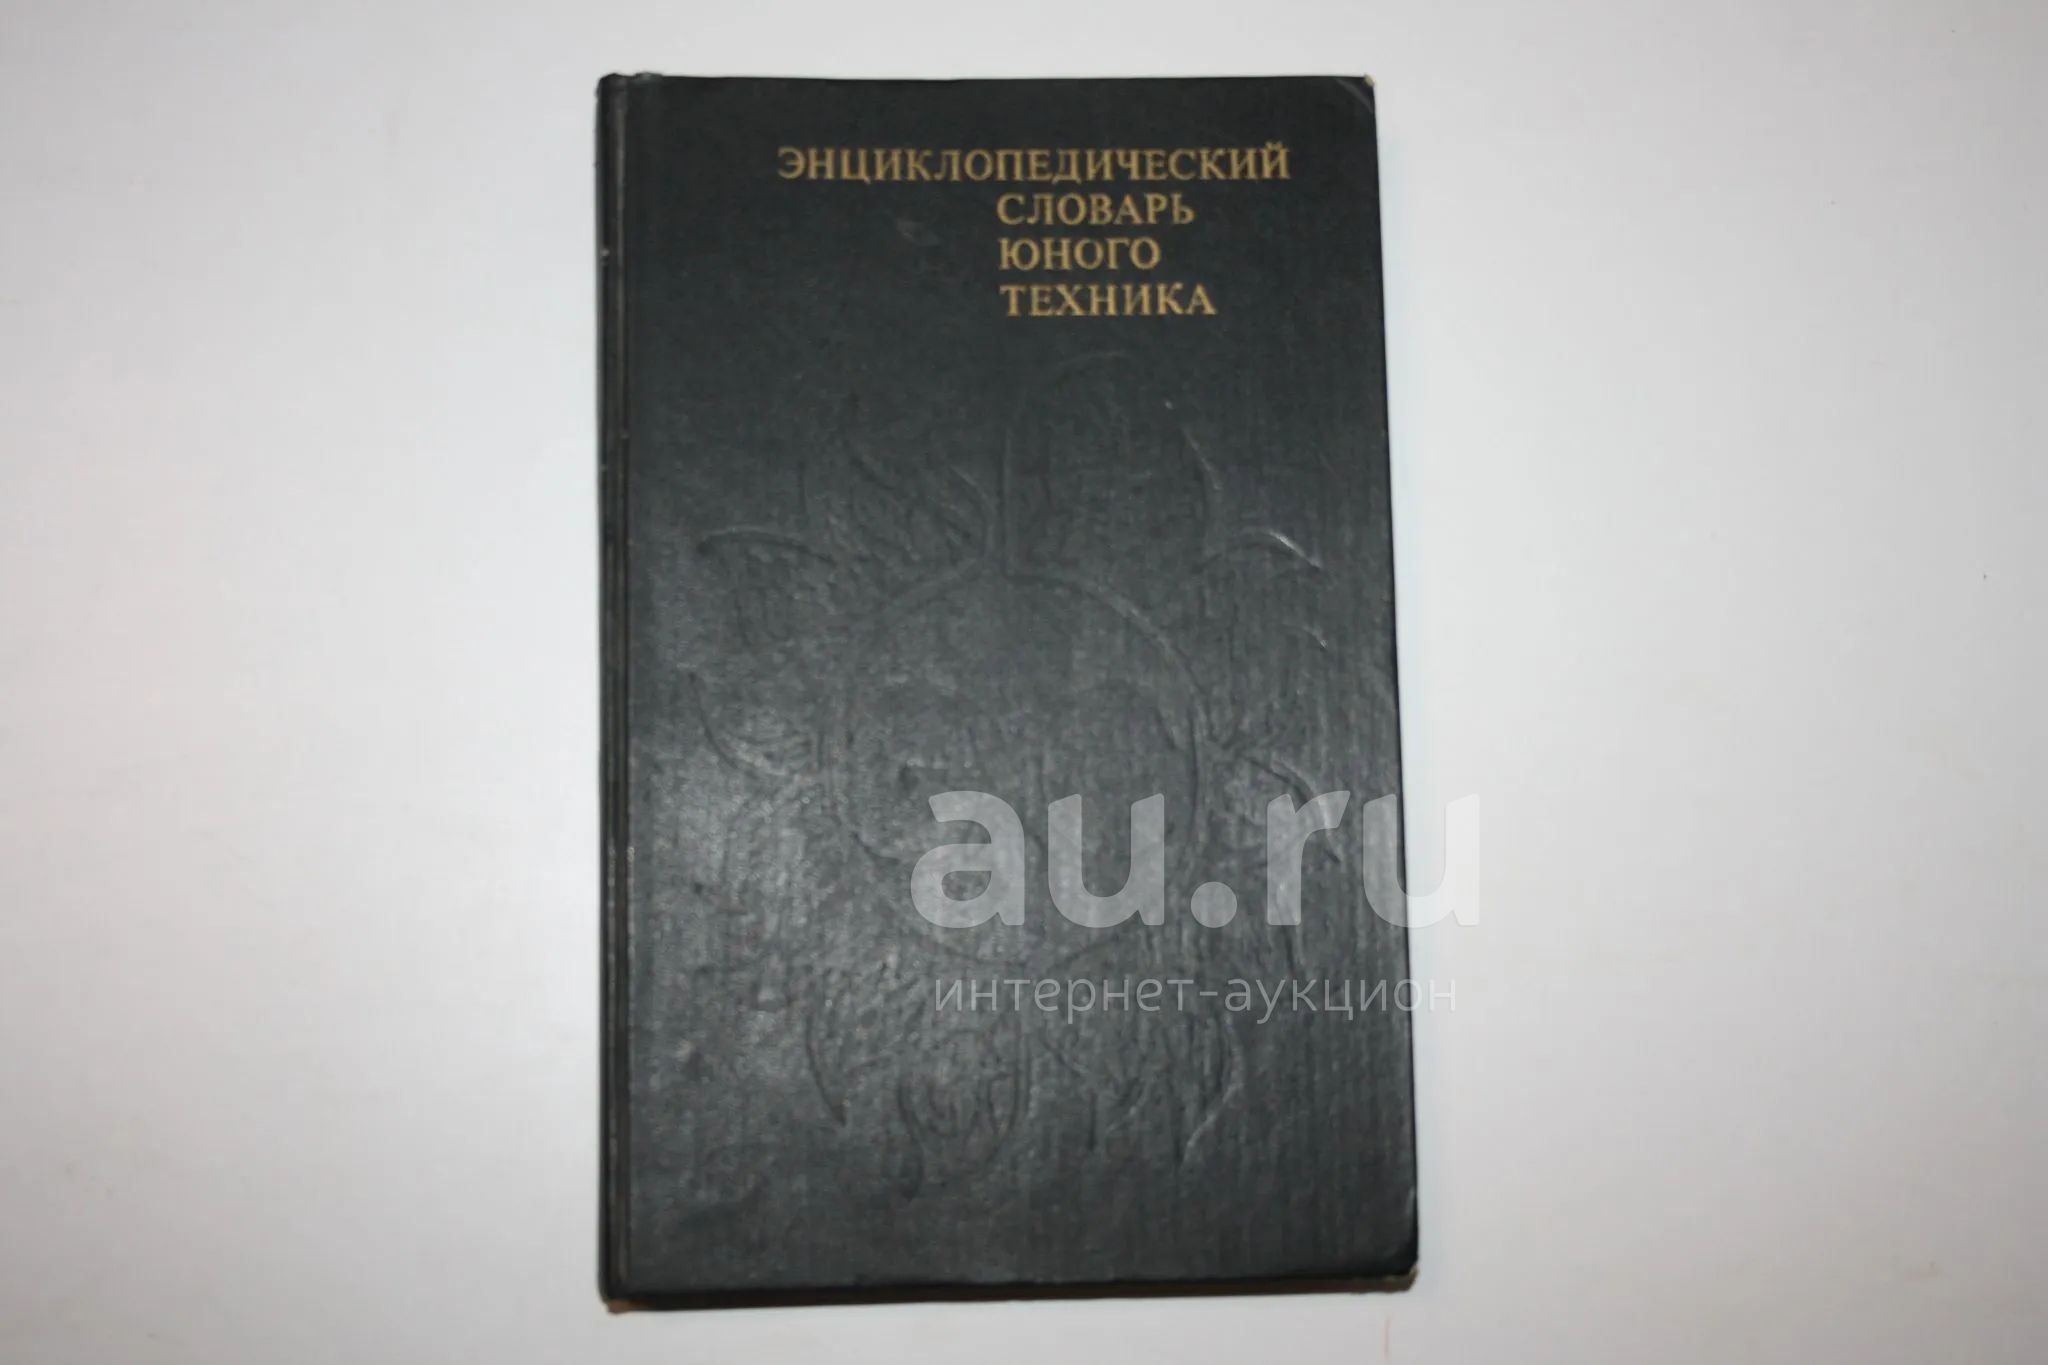 ЭНЦИКЛОПЕДИЧЕСКИЙ
СЛОВАРЬ
ЮНОГО
ТЕХНИКА
au.ru
интернет-аукцион